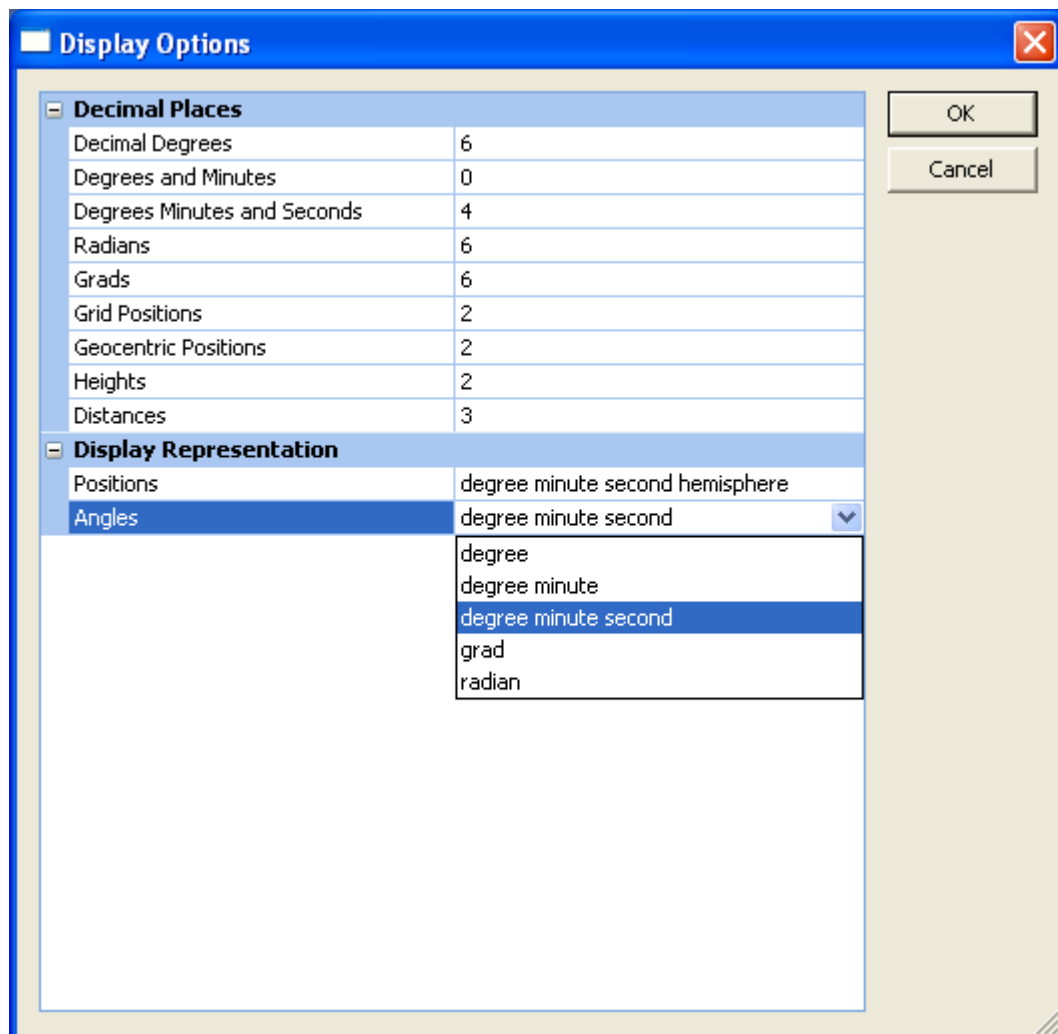 Display Options
Decimal Places
OK
Decimal Degrees 6
Cancel
Degrees and Minutes 0
Degrees Minutes and Seconds 4
Radians 6
Grads 6
Grid Positions 2
Geocentric Positions 2
Heights 2
Distances 3
Display Representation
Positions degree minute second hemisphere
Angles degree minute second
degree
degree minute
degree minute second
grad
radian